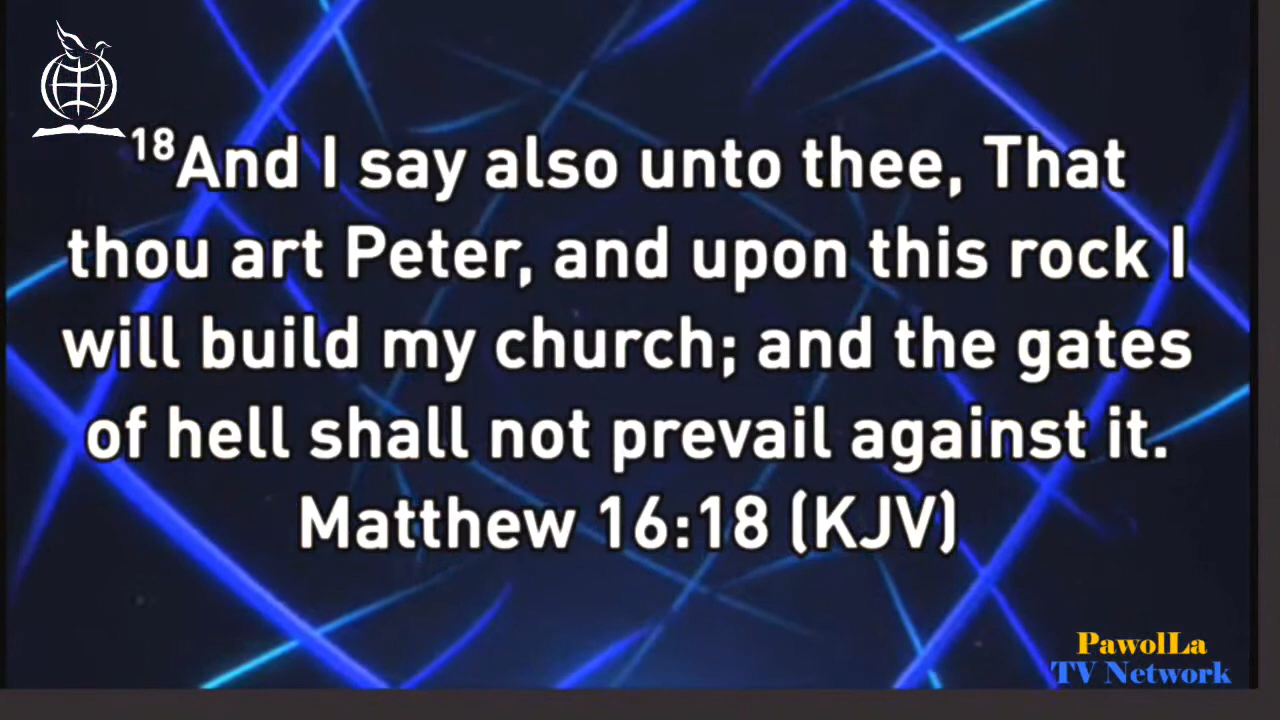 ¹⁸And I say also unto thee, That
thou art Peter, and upon this rock I
will build my church; and the gates
of hell shall not prevail against it.
Matthew 16:18 (KJV)
PawolLa
TV Network